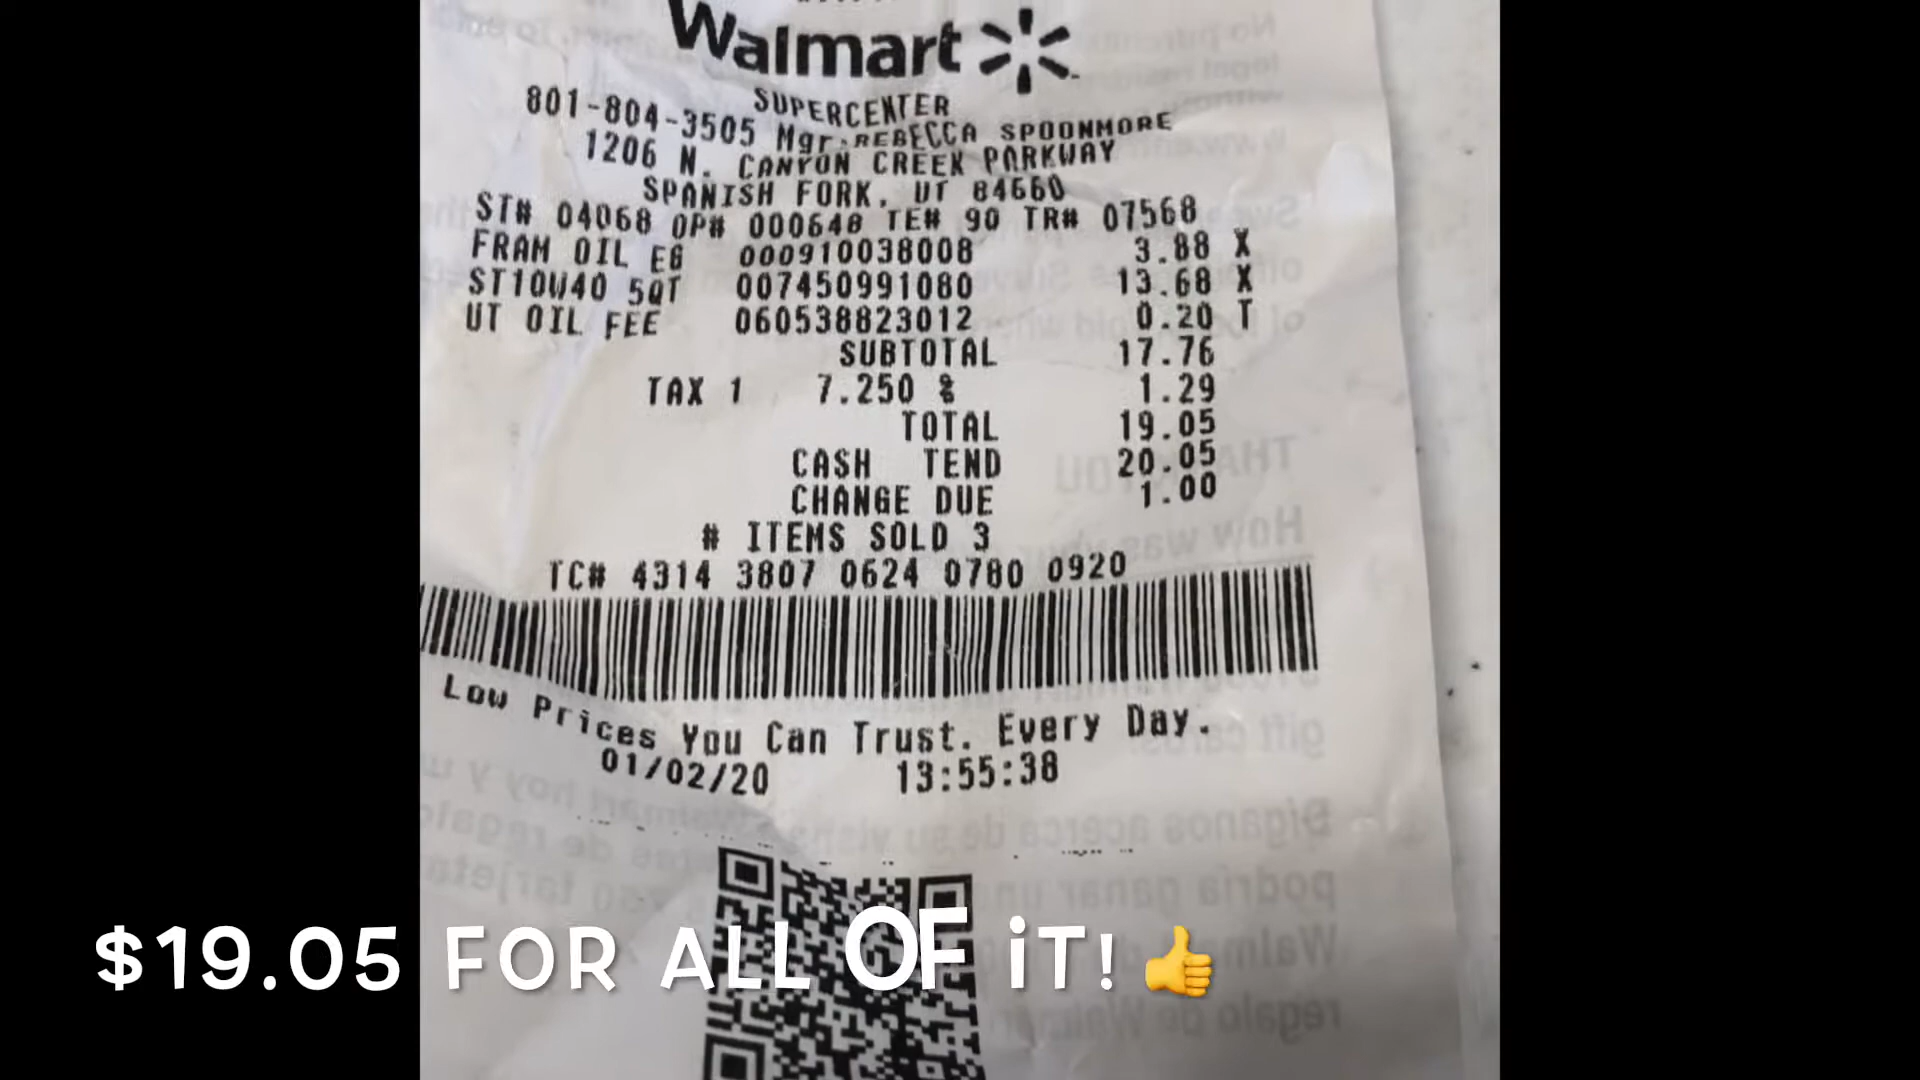 Walmart
SUPERCENTER
801-804-3505 Mgr:REBECCA SPOONMORE
1206 N. CANYON CREEK PARKWAY
SPANISH FORK, UT 84660
ST# 04068 OP# 000648 TE# 90 TR# 07568
FRAM OIL EG 000910038008 3.88 X
ST10W40 5QT 007450991080 13.68 X
UT OIL FEE 060538823012 0.20 T
SUBTOTAL 17.76
TAX 1 7.250 % 1.29
TOTAL 19.05
CASH TEND 20.05
CHANGE DUE 1.00
# ITEMS SOLD 3
TC# 4314 3807 0624 0780 0920
Low Prices You Can Trust. Every Day.
01/02/20 13:55:38
$19.05 FOR ALL OF iT! 👍